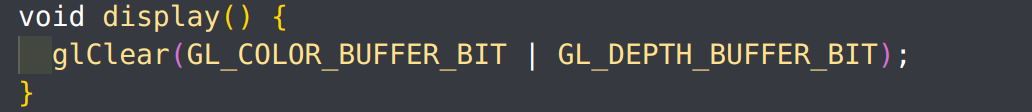 void display() {
  glClear(GL_COLOR_BUFFER_BIT | GL_DEPTH_BUFFER_BIT);
}